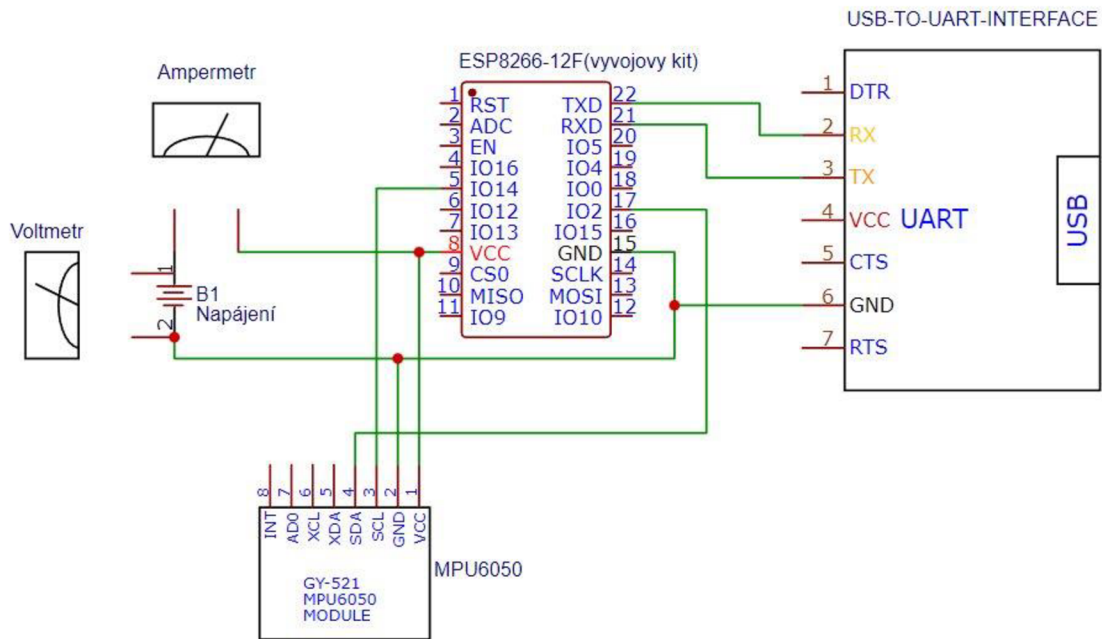 USB-TO-UART-INTERFACE
Ampermetr
ESP8266-12F(vyvojovy kit)
1 RST TXD 22
2 ADC RXD 21
3 EN IO5 20
4 IO16 IO4 19
5 IO14 IO0 18
6 IO12 IO2 17
7 IO13 IO15 16
8 VCC GND 15
9 CS0 SCLK 14
10 MISO MOSI 13
11 IO9 IO10 12
1 DTR
2 RX
3 TX
4 VCC UART
5 CTS
6 GND
7 RTS
USB
Voltmetr
1
B1
Napájení
2
8 7 6 5 4 3 2 1
INT AD0 XCL XDA SDA SCL GND VCC
MPU6050
GY-521
MPU6050
MODULE